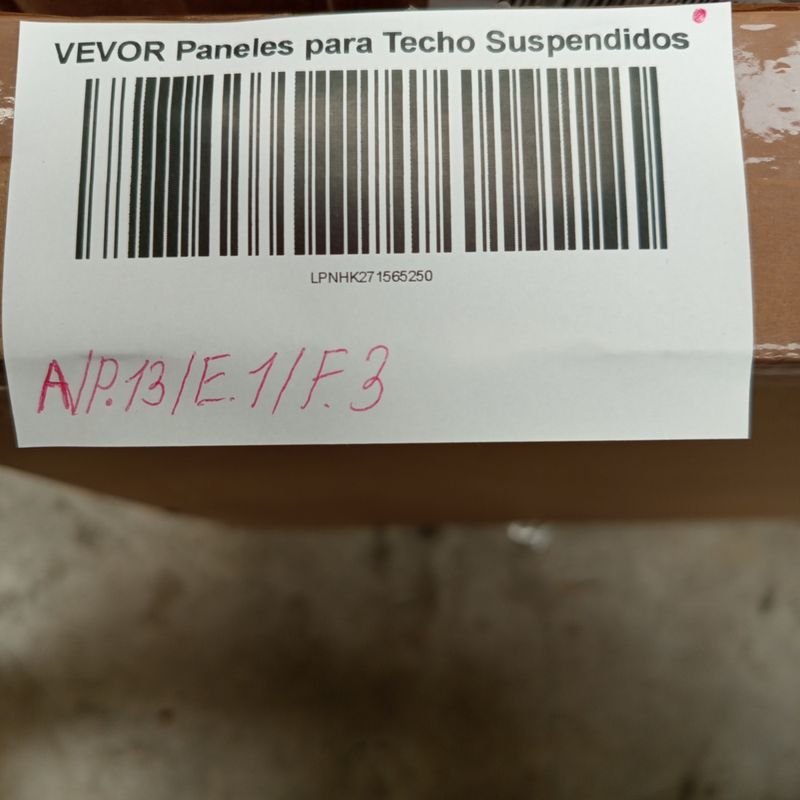 VEVOR Paneles para Techo Suspendidos
LPNHK271565250
A/P.13/E.1/F.3